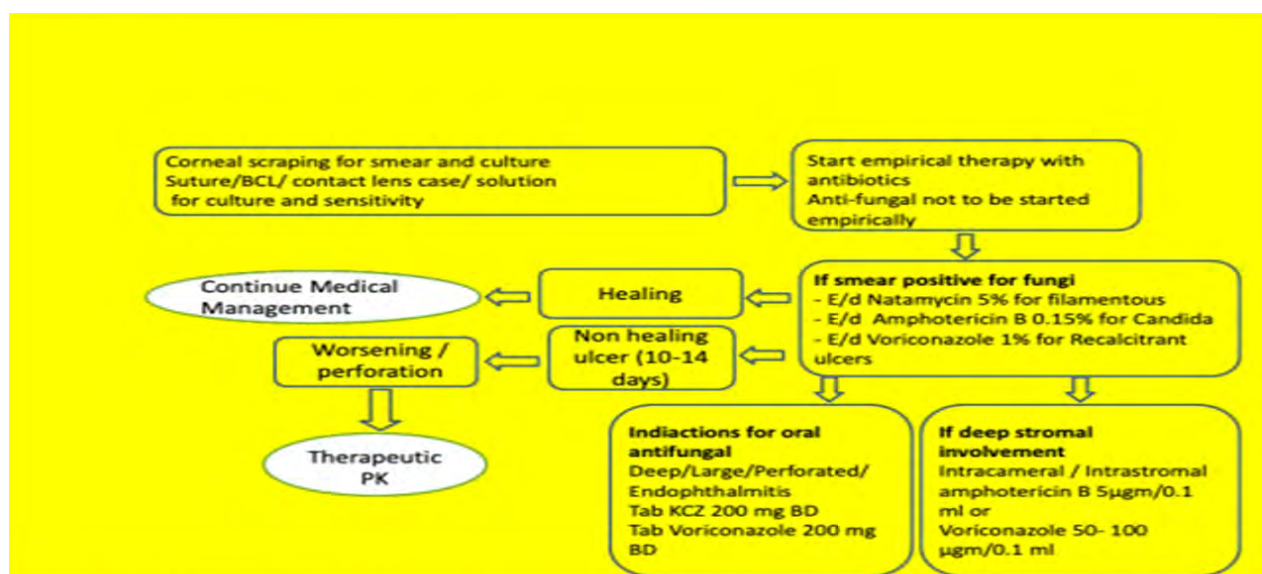 Corneal scraping for smear and culture
Suture/BCL/ contact lens case/ solution
for culture and sensitivity
Start empirical therapy with
antibiotics
Anti-fungal not to be started
empirically
If smear positive for fungi
- E/d Natamycin 5% for filamentous
- E/d Amphotericin B 0.15% for Candida
- E/d Voriconazole 1% for Recalcitrant
ulcers
Healing
Continue Medical
Management
Non healing
ulcer (10-14
days)
Worsening /
perforation
Therapeutic
PK
Indiactions for oral
antifungal
Deep/Large/Perforated/
Endophthalmitis
Tab KCZ 200 mg BD
Tab Voriconazole 200 mg
BD
If deep stromal
involvement
Intracameral / Intrastromal
amphotericin B 5µgm/0.1
ml or
Voriconazole 50- 100
µgm/0.1 ml